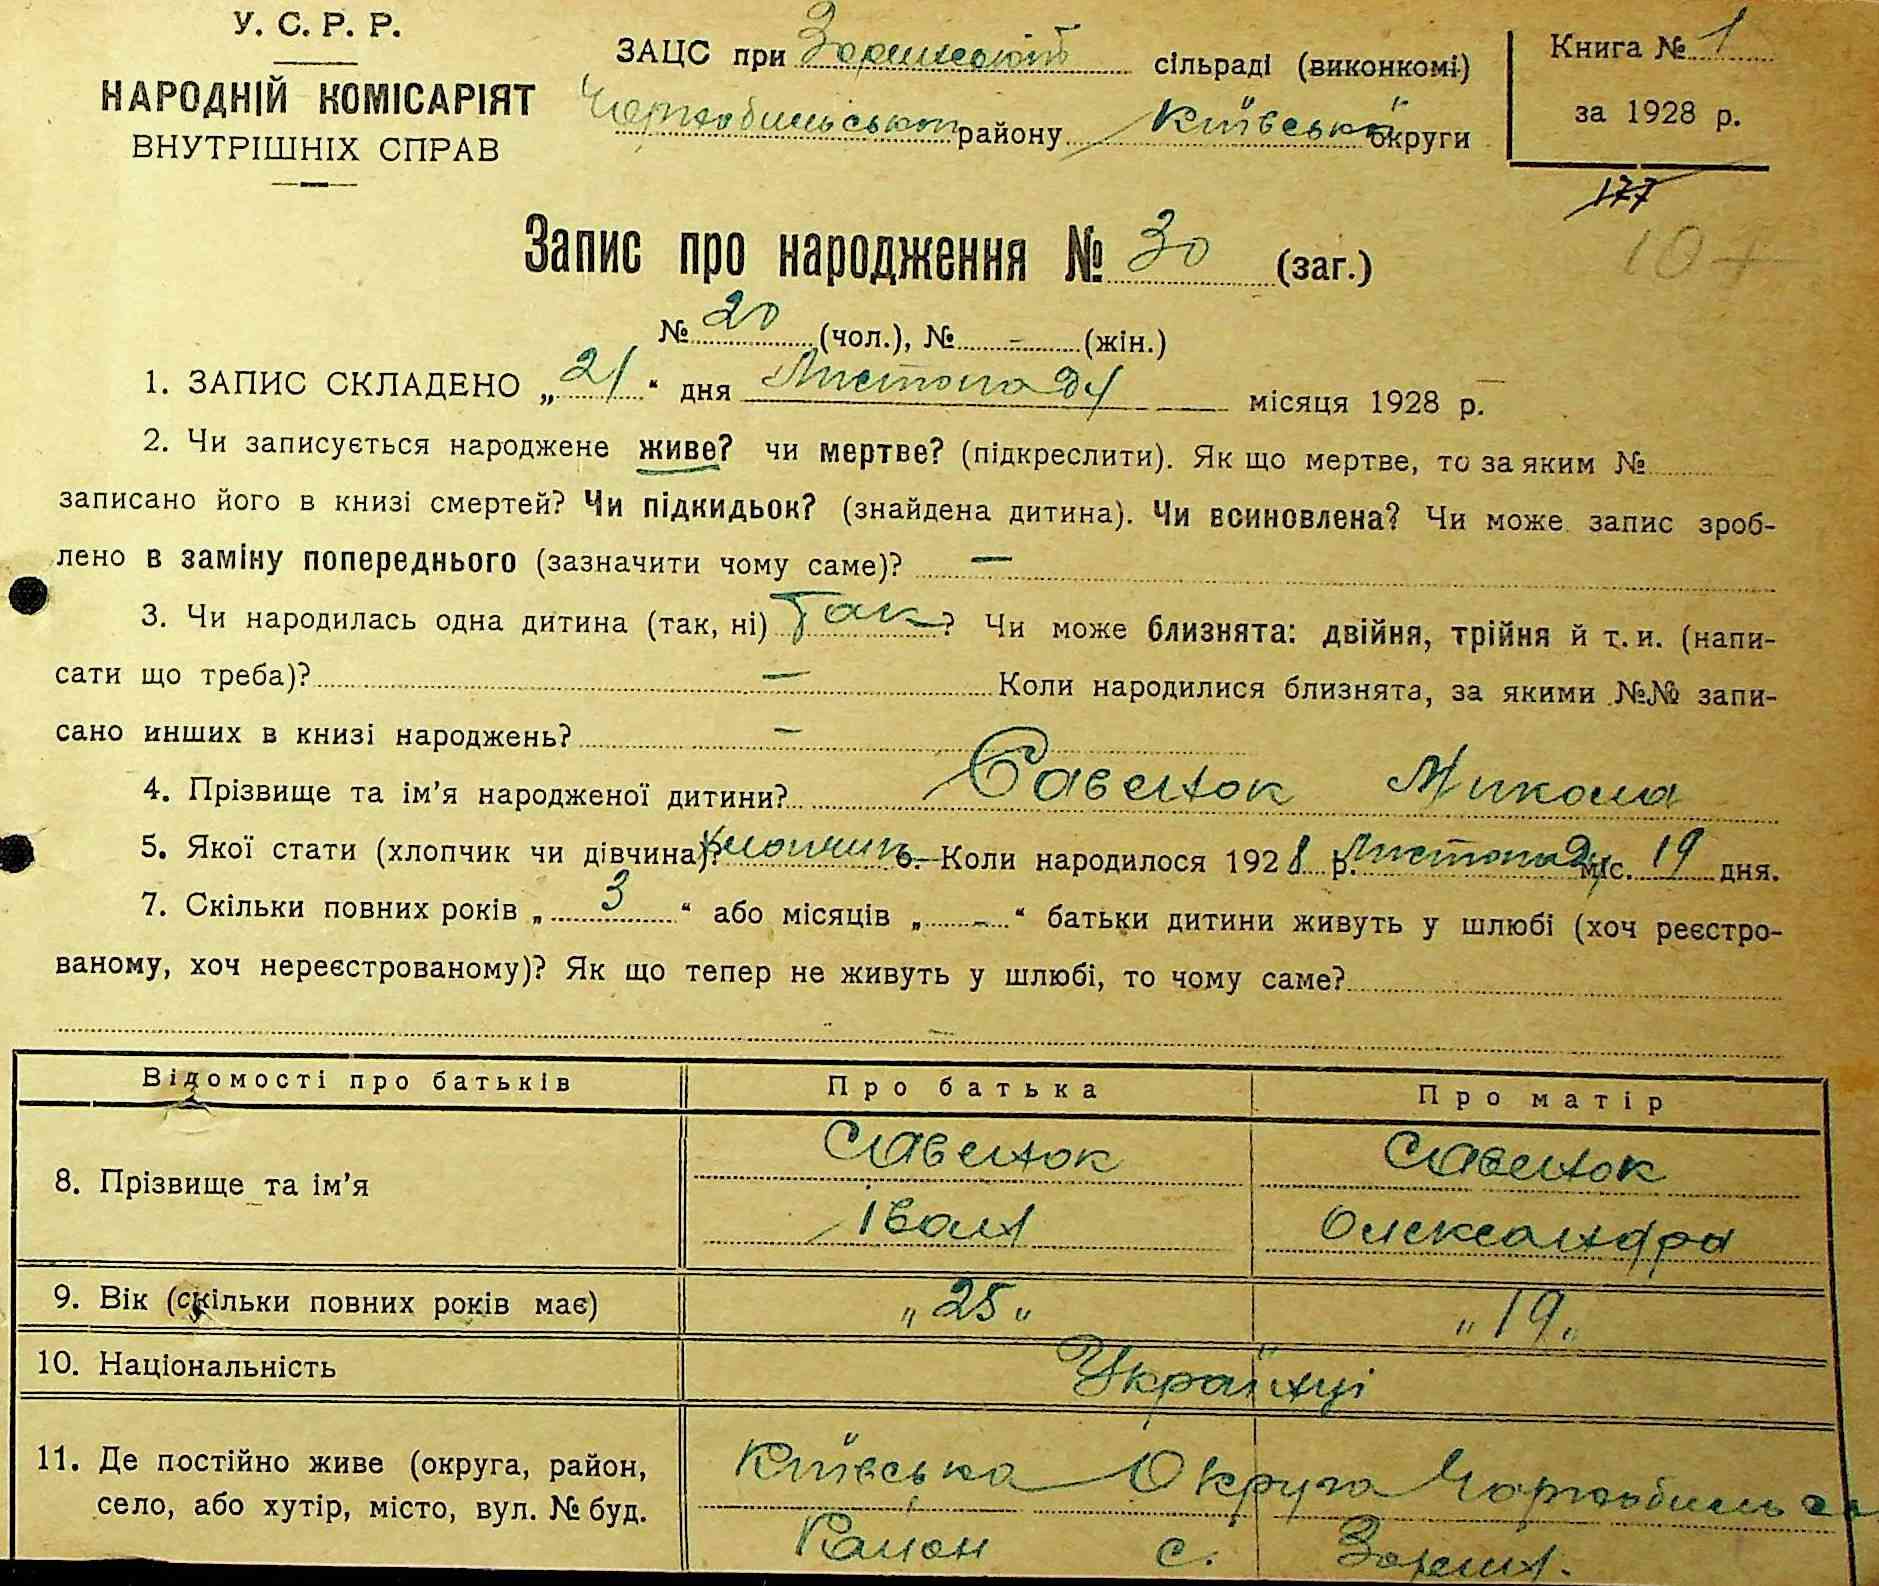 У. С. Р. Р.
НАРОДНІЙ КОМІСАРІЯТ
ВНУТРІШНІХ СПРАВ
ЗАЦС при сільраді (виконкомі)
Чорнобильського району Київської округи
Книга № 1
за 1928 р.
177
Запис про народження № 30 (заг.)
№ 20 (чол.), № - (жін.)
1. ЗАПИС СКЛАДЕНО „21“ дня Листопаду місяця 1928 р.
2. Чи записується народжене живе? чи мертве? (підкреслити). Як що мертве, то за яким №
записано його в книзі смертей? Чи підкидьок? (знайдена дитина). Чи всиновлена? Чи може запис зроб-
лено в заміну попереднього (зазначити чому саме)? —
3. Чи народилась одна дитина (так, ні) Так? Чи може близнята: двійня, трійня й т. и. (напи-
сати що треба)? — Коли народилися близнята, за якими №№ запи-
сано инших в книзі народжень? —
4. Прізвище та ім'я народженої дитини? Савенок Микола
5. Якої стати (хлопчик чи дівчина)? хлопчик 6. Коли народилося 1928 р. Листопаду міс. 19 дня.
7. Скільки повних років „3“ або місяців „-“ батьки дитини живуть у шлюбі (хоч реєстро-
ваному, хоч нереєстрованому)? Як що тепер не живуть у шлюбі, то чому саме?
—
Відомості про батьків Про батька Про матір
8. Прізвище та ім'я Савенок Савенок
Іван Олександра
9. Вік (скільки повних років має) „25„ „19„
10. Національність Українці
11. Де постійно живе (округа, район, Київська Округа
село, або хутір, місто, вул. № буд. Район с.